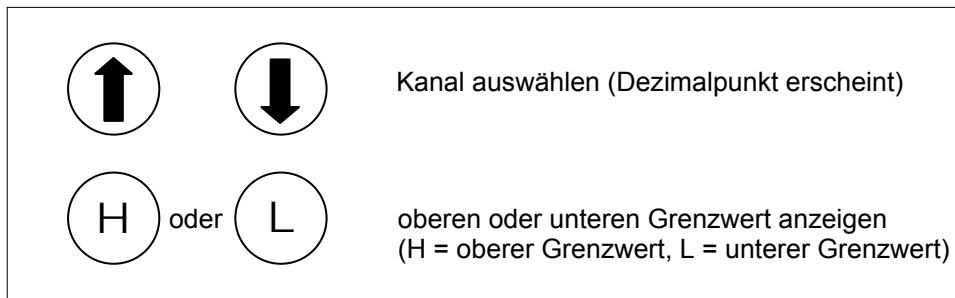 Kanal auswählen (Dezimalpunkt erscheint)
H oder L oberen oder unteren Grenzwert anzeigen
(H = oberer Grenzwert, L = unterer Grenzwert)